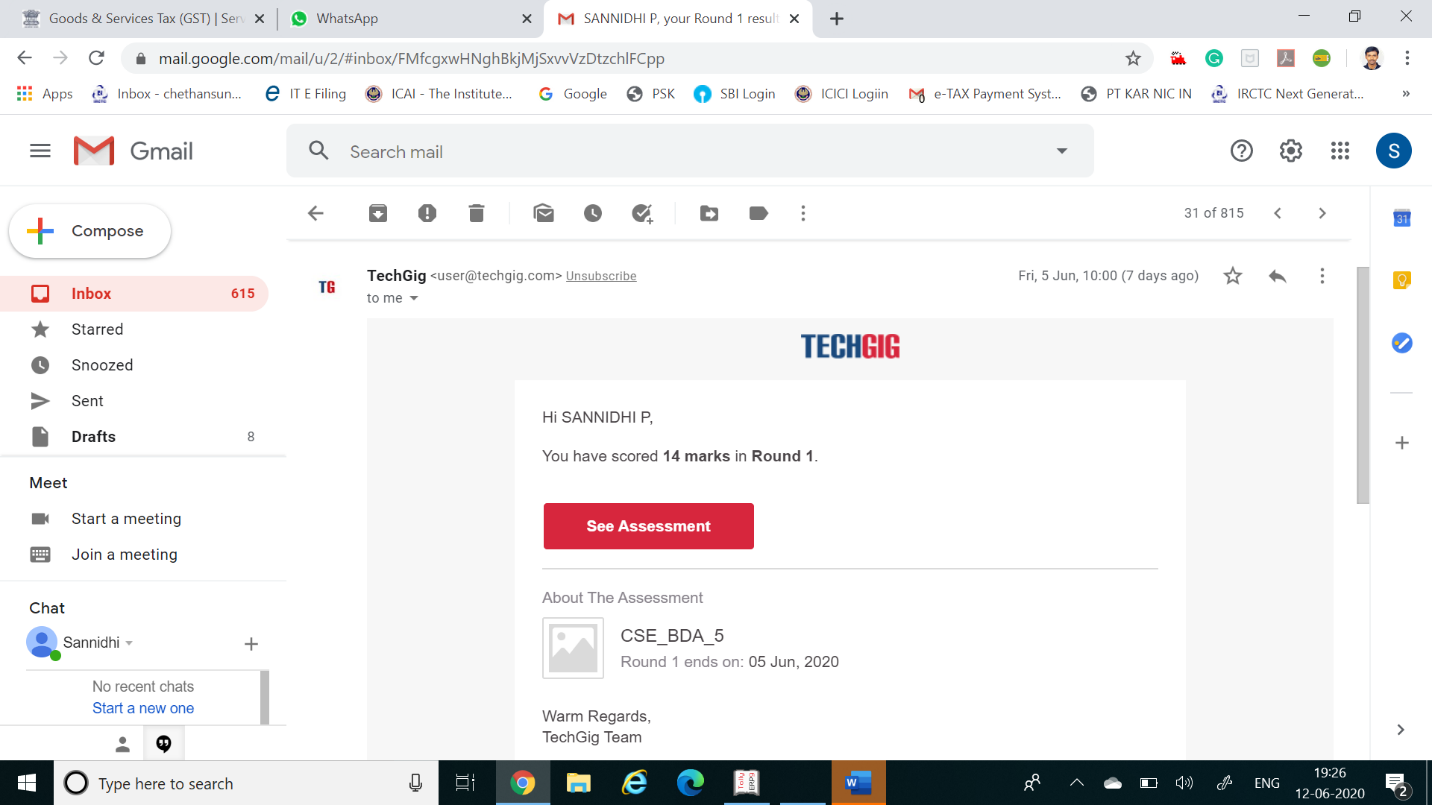 Goods & Services Tax (GST) | Serv
WhatsApp
SANNIDHI P, your Round 1 result
mail.google.com/mail/u/2/#inbox/FMfcgxwHNghBkjMjSxvvVzDtzchlFCpp
Apps
Inbox - chethansun...
IT E Filing
ICAI - The Institute...
Google
PSK
SBI Login
ICICI Logiin
e-TAX Payment Syst...
PT KAR NIC IN
IRCTC Next Generat...
»
Gmail
Search mail
S
Compose
31 of 815
31
Inbox 615
Starred
Snoozed
Sent
Drafts 8
Meet
Start a meeting
Join a meeting
Chat
Sannidhi
No recent chats
Start a new one
TG
TechGig <user@techgig.com> Unsubscribe
Fri, 5 Jun, 10:00 (7 days ago)
to me
TECHGIG
Hi SANNIDHI P,
You have scored 14 marks in Round 1.
See Assessment
About The Assessment
CSE_BDA_5
Round 1 ends on: 05 Jun, 2020
Warm Regards,
TechGig Team
Type here to search
ENG
19:26
12-06-2020
2